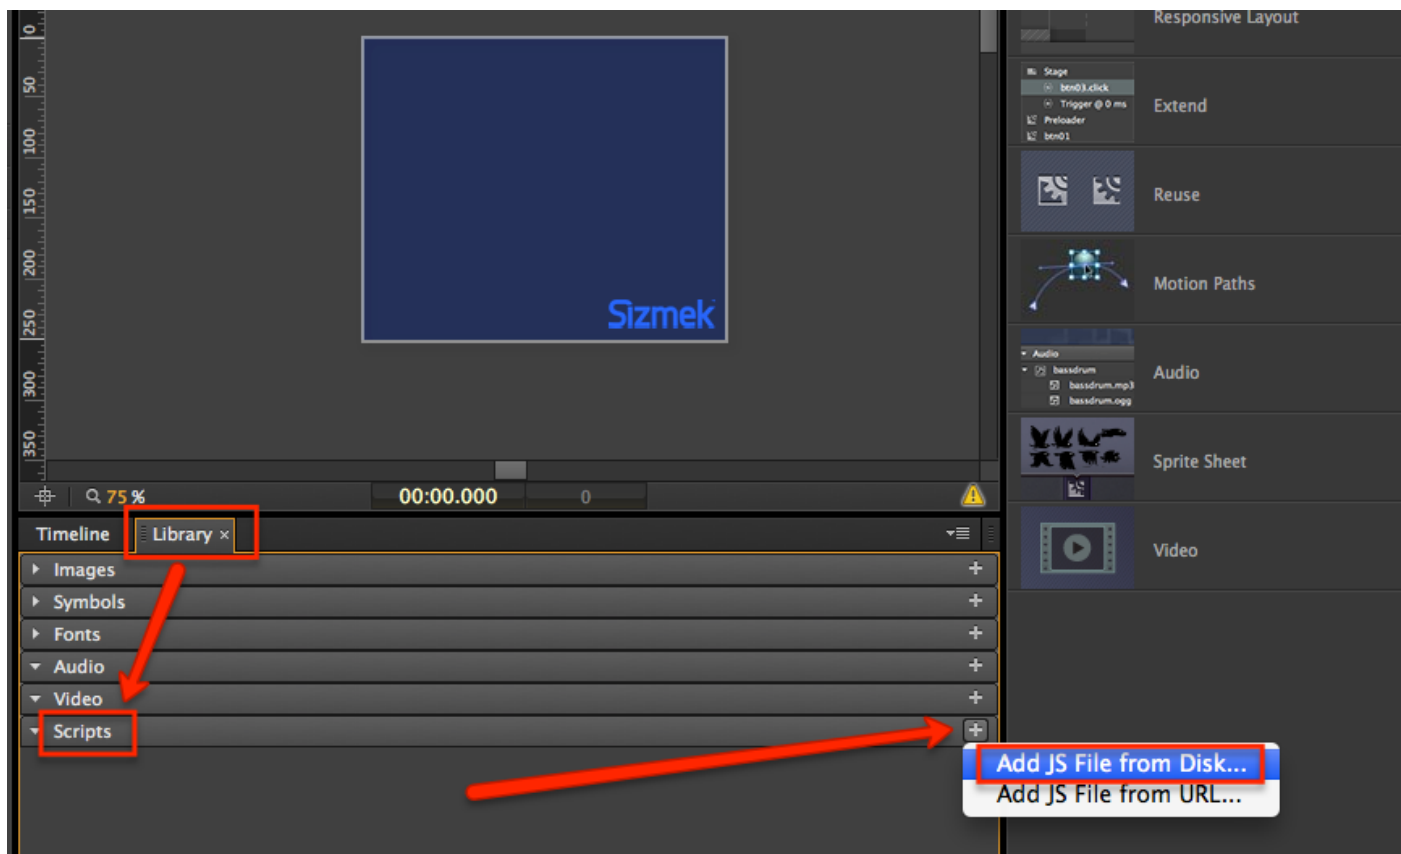 0
50
100
150
200
250
300
350
Sizmek
75 %
00:00.000
0
Timeline
Library ×
Images
Symbols
Fonts
Audio
Video
Scripts
Add JS File from Disk...
Add JS File from URL...
Responsive Layout
Stage
btn03.click
Trigger @ 0 ms
Preloader
btn01
Extend
Reuse
Motion Paths
Audio
bassdrum
bassdrum.mp3
bassdrum.ogg
Audio
Sprite Sheet
Video